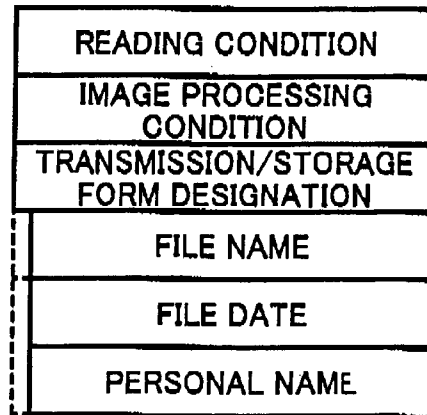 READING CONDITION
IMAGE PROCESSING
CONDITION
TRANSMISSION/STORAGE
FORM DESIGNATION
FILE NAME
FILE DATE
PERSONAL NAME